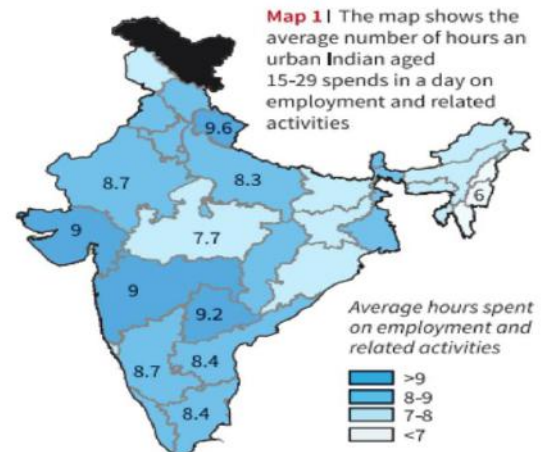 Map 1 | The map shows the
average number of hours an
urban Indian aged
15-29 spends in a day on
employment and related
activities
9.6
8.7
8.3
6
9
7.7
9
9.2
8.7
8.4
8.4
Average hours spent
on employment and
related activities
>9
8-9
7-8
<7